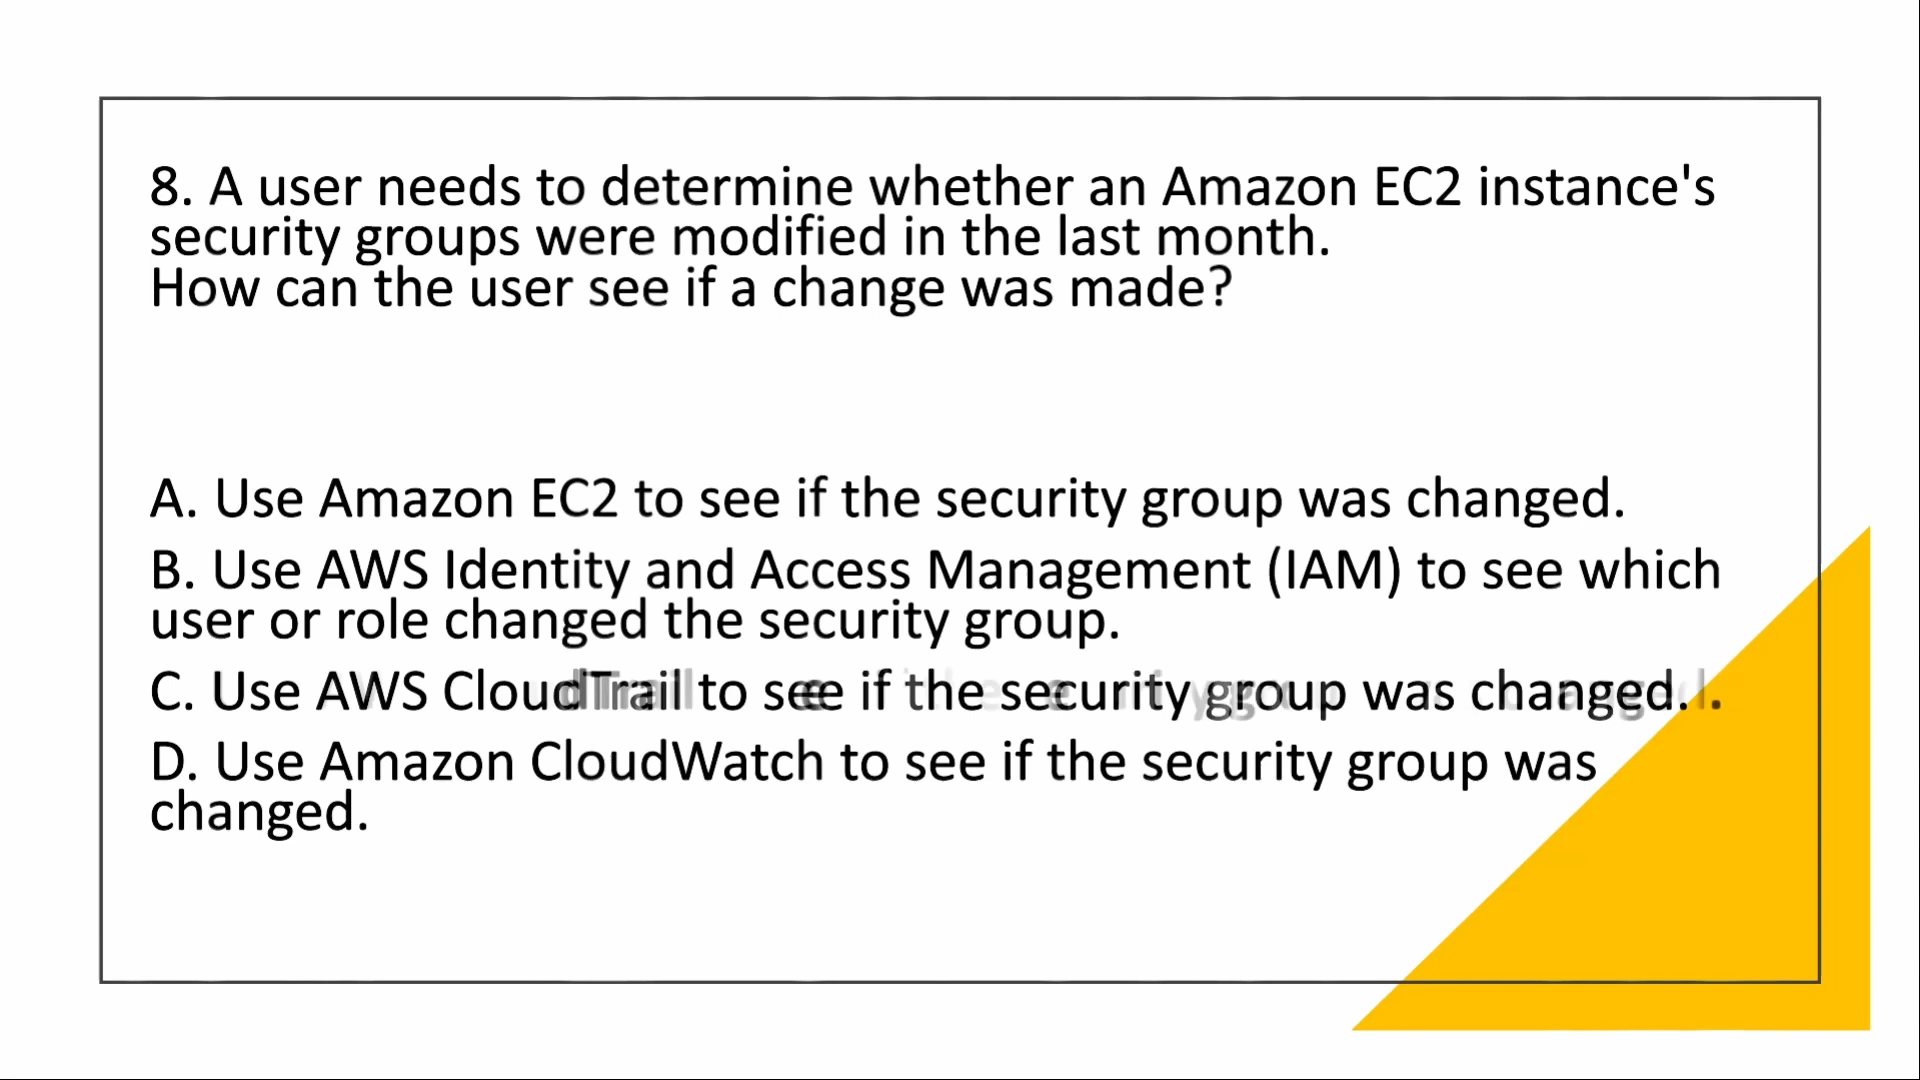 8. A user needs to determine whether an Amazon EC2 instance's
security groups were modified in the last month.
How can the user see if a change was made?
A. Use Amazon EC2 to see if the security group was changed.
B. Use AWS Identity and Access Management (IAM) to see which
user or role changed the security group.
C. Use AWS CloudTrail to see if the security group was changed.
D. Use Amazon CloudWatch to see if the security group was
changed.